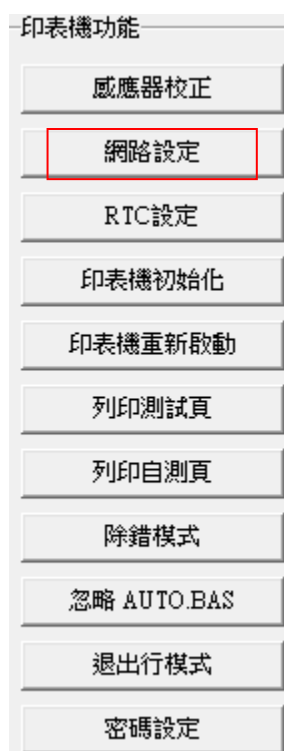 印表機功能
感應器校正
網路設定
RTC設定
印表機初始化
印表機重新啟動
列印測試頁
列印自測頁
除錯模式
忽略 AUTO.BAS
退出行模式
密碼設定